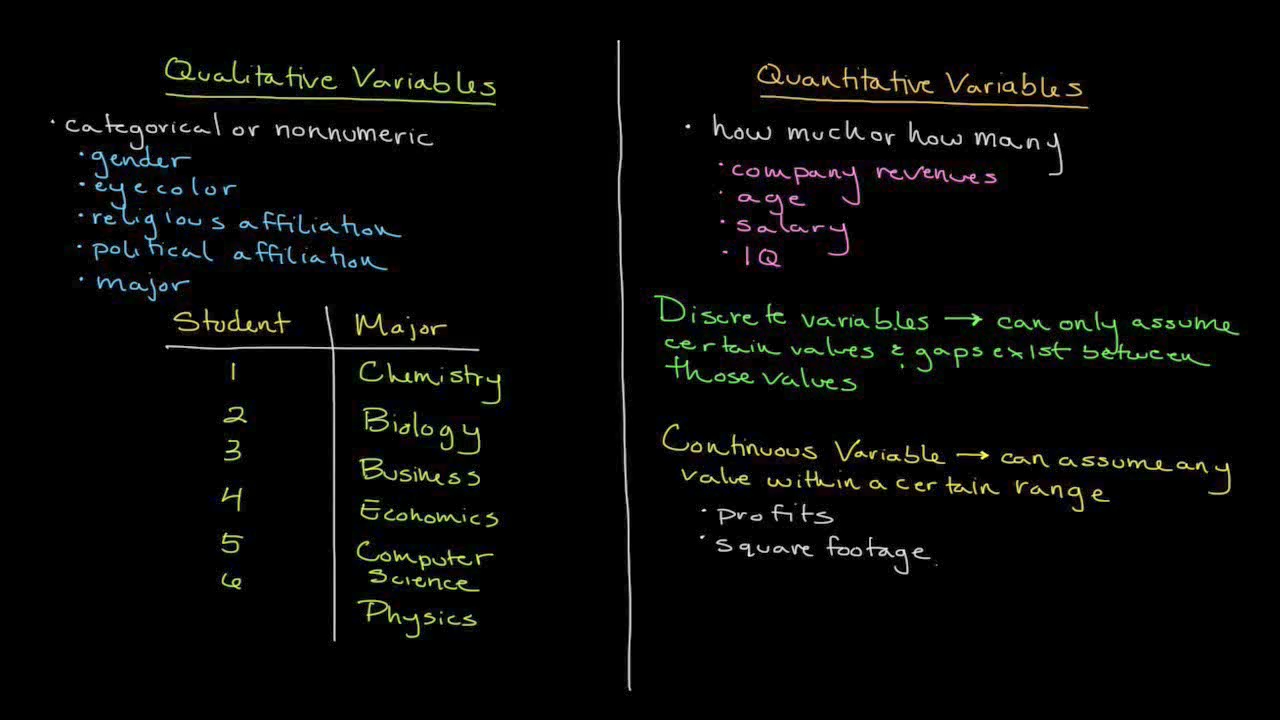 Qualitative Variables
· categorical or nonnumeric
· gender
· eye color
· religious affiliation
· political affiliation
· major
Student Major
1 Chemistry
2 Biology
3 Business
4 Economics
5 Computer Science
6 Physics
Quantitative Variables
· how much or how many
· company revenues
· age
· salary
· IQ
Discrete variables → can only assume
certain values & gaps exist between
those values
Continuous Variable → can assume any
value within a certain range
· profits
· square footage